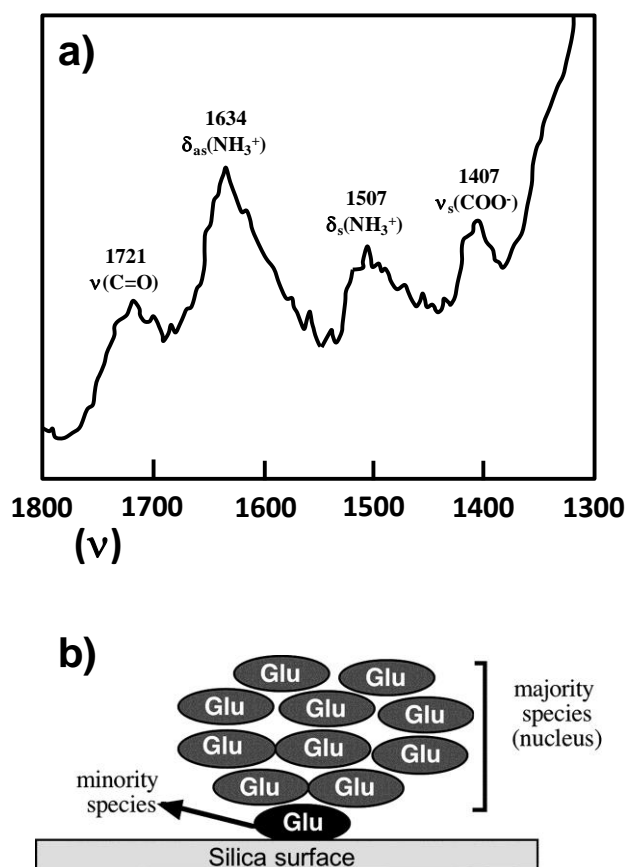 a)
1634
δas(NH3+)
1407
νs(COO-)
1507
δs(NH3+)
1721
ν(C=O)
1800 1700 1600 1500 1400 1300
(ν)
b)
Glu Glu
Glu Glu Glu
Glu Glu Glu
Glu Glu
Glu
majority
species
(nucleus)
minority
species
Silica surface